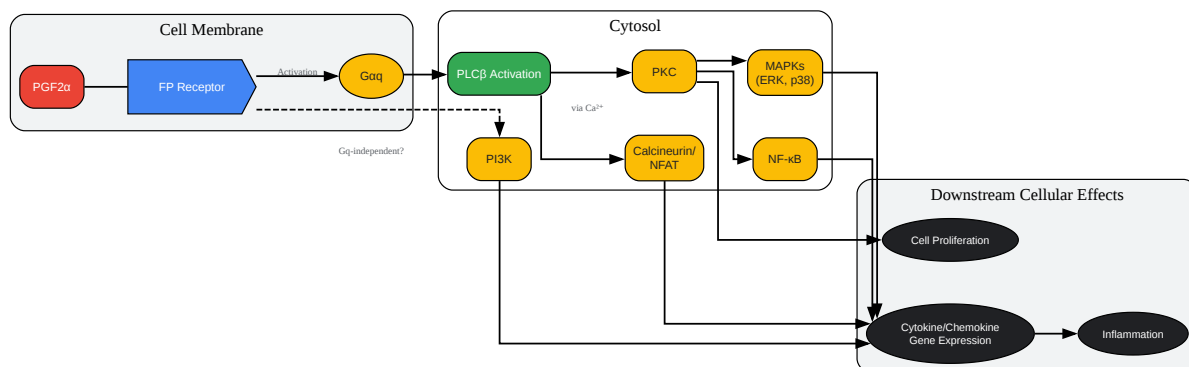 Cell Membrane
PGF2α
FP Receptor
Activation
Gαq
Gq-independent?
Cytosol
PLCβ Activation
PKC
MAPKs
(ERK, p38)
via Ca²⁺
PI3K
Calcineurin/
NFAT
NF-κB
Downstream Cellular Effects
Cell Proliferation
Cytokine/Chemokine
Gene Expression
Inflammation